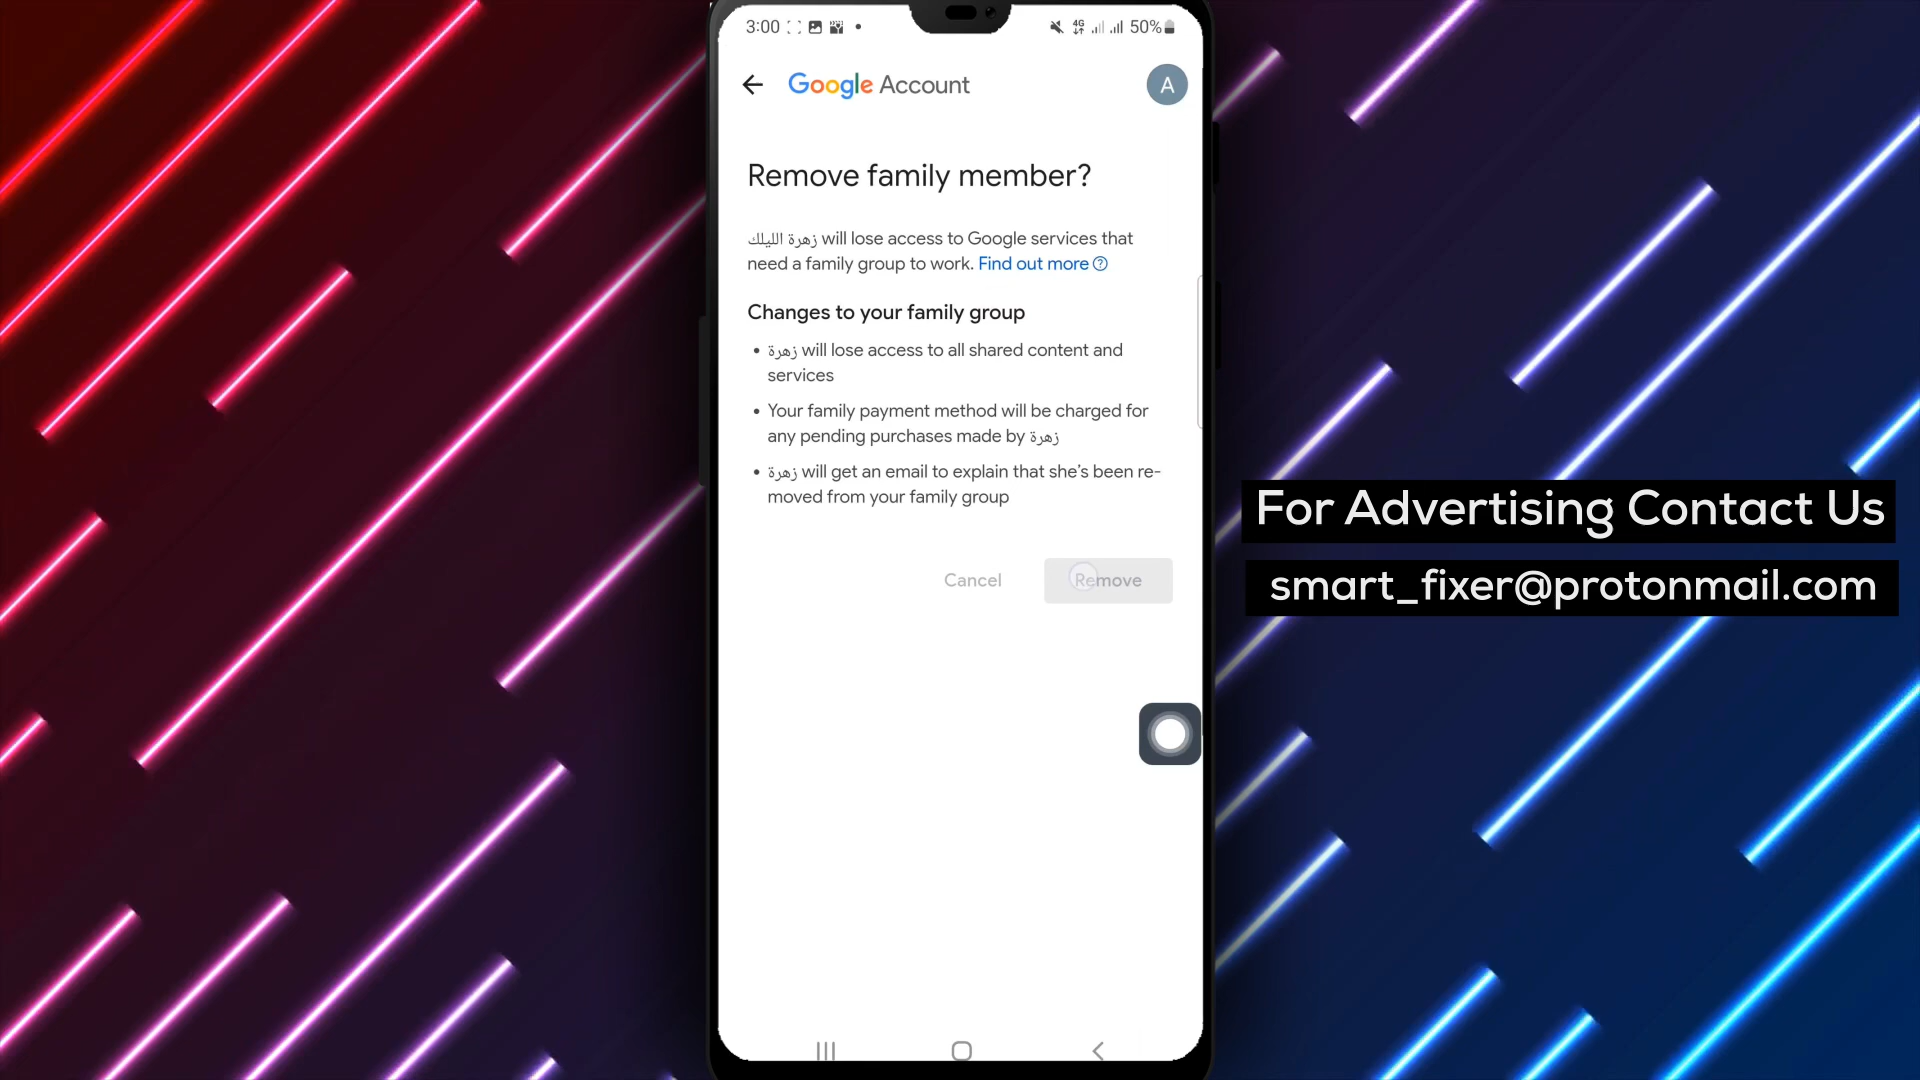 3:00
4G
50%
Google Account
A
Remove family member?
زهرة الليلك will lose access to Google services that
need a family group to work. Find out more
Changes to your family group
• زهرة will lose access to all shared content and
services
• Your family payment method will be charged for
any pending purchases made by زهرة
• زهرة will get an email to explain that she’s been re-
moved from your family group
Cancel
Remove
For Advertising Contact Us
smart_fixer@protonmail.com